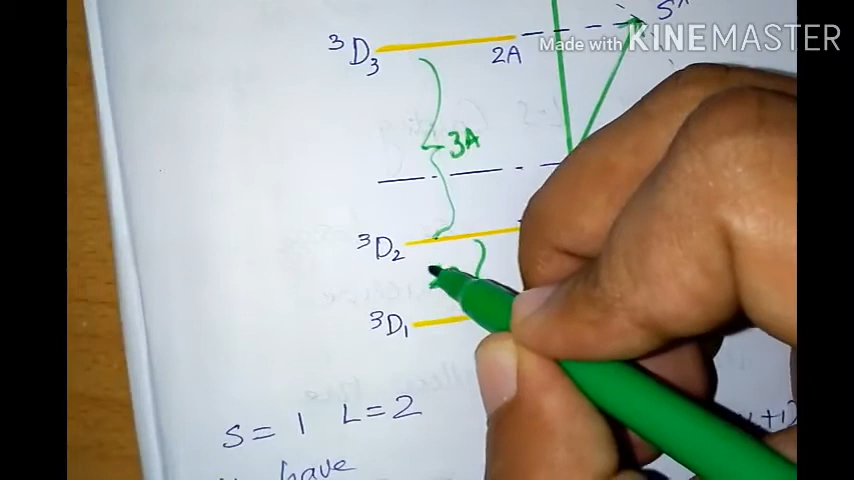 S*
Made with KINEMASTER
³D₃ 2A
3A
³D₂
³D₁
S = 1 L = 2
have